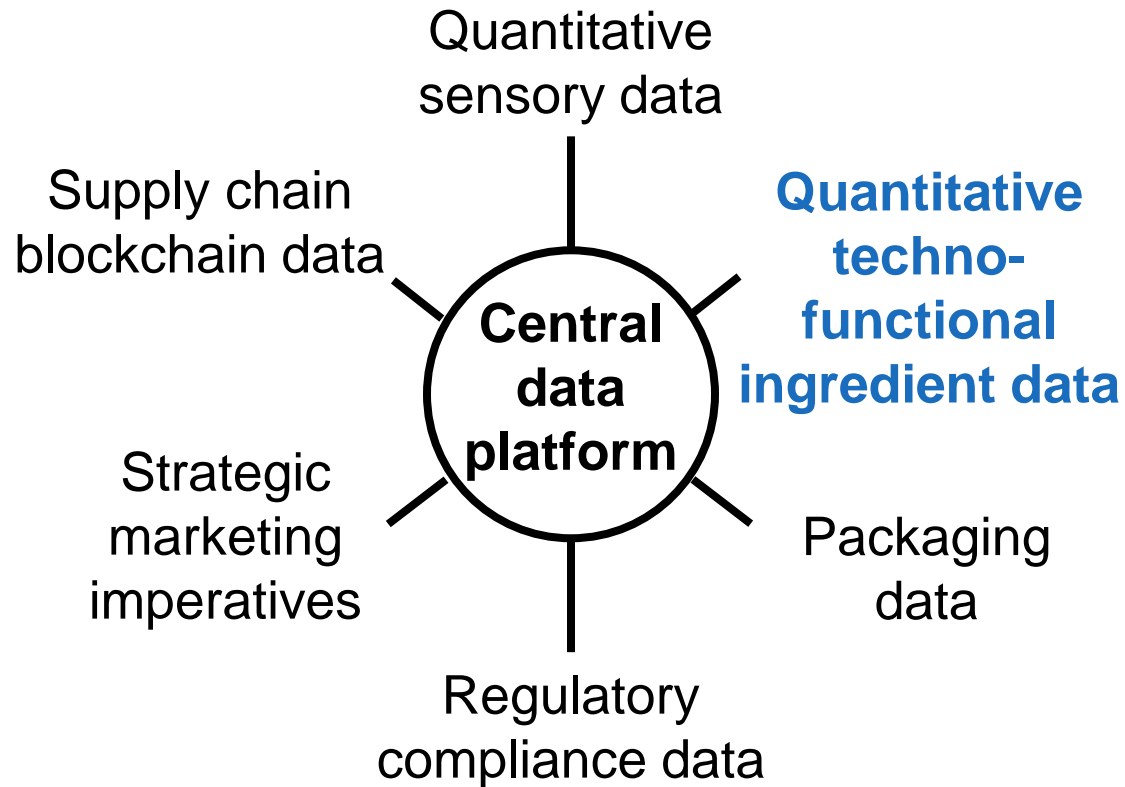 Quantitative
sensory data
Supply chain
blockchain data
Quantitative
techno-
functional
ingredient data
Central
data
platform
Strategic
marketing
imperatives
Packaging
data
Regulatory
compliance data